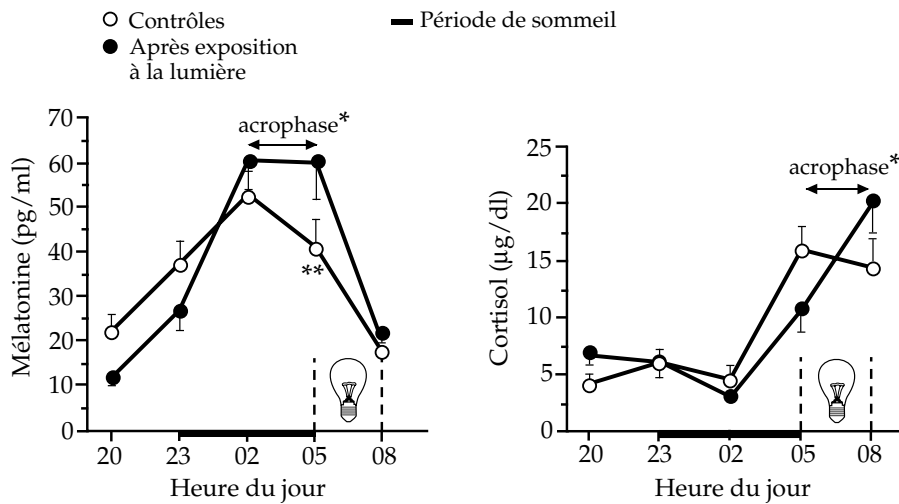 Contrôles
Période de sommeil
Après exposition
à la lumière
70
60
50
40
30
20
10
0
Mélatonine (pg/ml)
acrophase*
**
20 23 02 05 08
Heure du jour
25
20
15
10
5
0
Cortisol (µg/dl)
acrophase*
20 23 02 05 08
Heure du jour